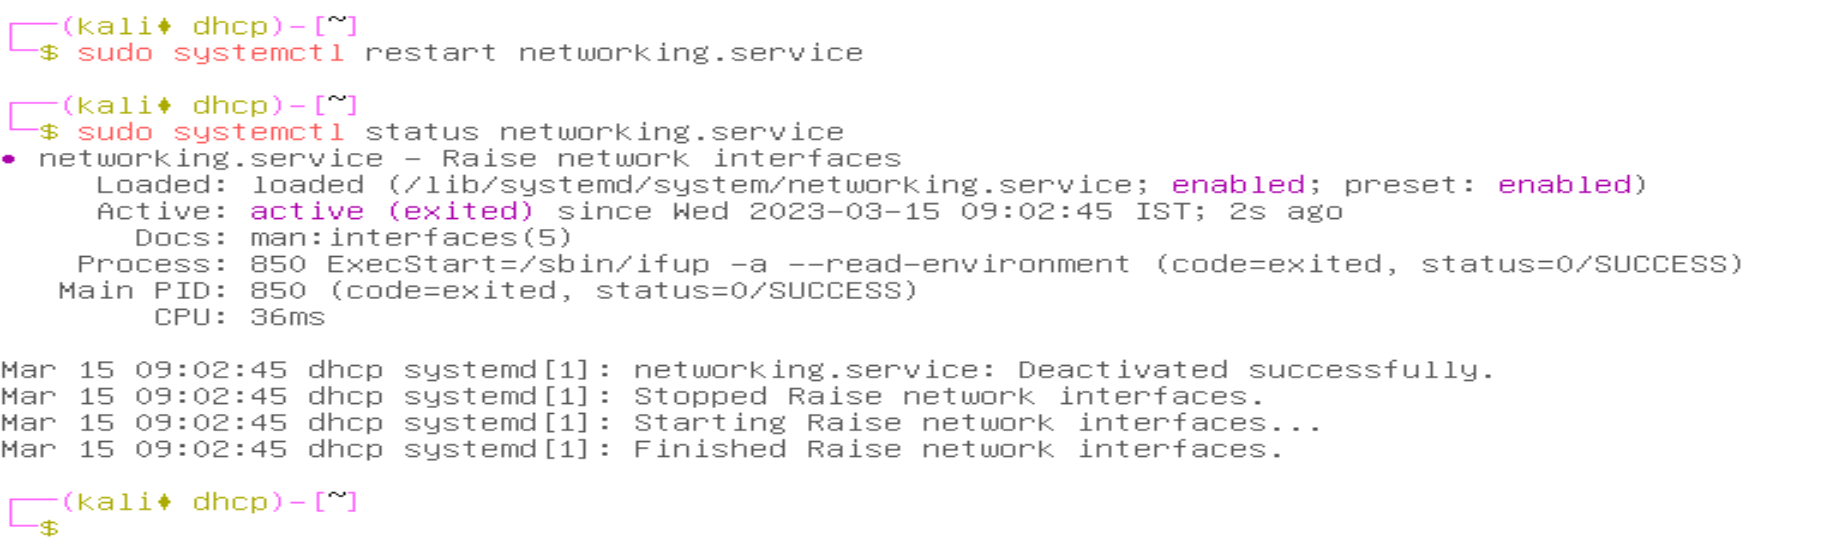 ┌──(kali♦ dhcp)-[~]
└─$ sudo systemctl restart networking.service
┌──(kali♦ dhcp)-[~]
└─$ sudo systemctl status networking.service
• networking.service - Raise network interfaces
Loaded: loaded (/lib/systemd/system/networking.service; enabled; preset: enabled)
Active: active (exited) since Wed 2023-03-15 09:02:45 IST; 2s ago
Docs: man:interfaces(5)
Process: 850 ExecStart=/sbin/ifup -a --read-environment (code=exited, status=0/SUCCESS)
Main PID: 850 (code=exited, status=0/SUCCESS)
CPU: 36ms
Mar 15 09:02:45 dhcp systemd[1]: networking.service: Deactivated successfully.
Mar 15 09:02:45 dhcp systemd[1]: Stopped Raise network interfaces.
Mar 15 09:02:45 dhcp systemd[1]: Starting Raise network interfaces...
Mar 15 09:02:45 dhcp systemd[1]: Finished Raise network interfaces.
┌──(kali♦ dhcp)-[~]
└─$